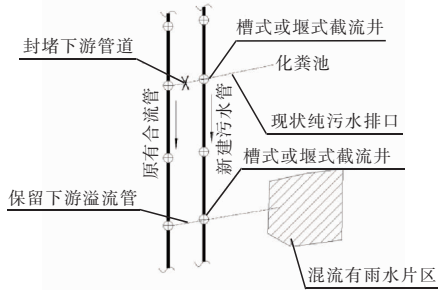 槽式或堰式截流井
封堵下游管道
化粪池
现状纯污水排口
原有合流管
新建污水管
槽式或堰式截流井
保留下游溢流管
混流有雨水片区